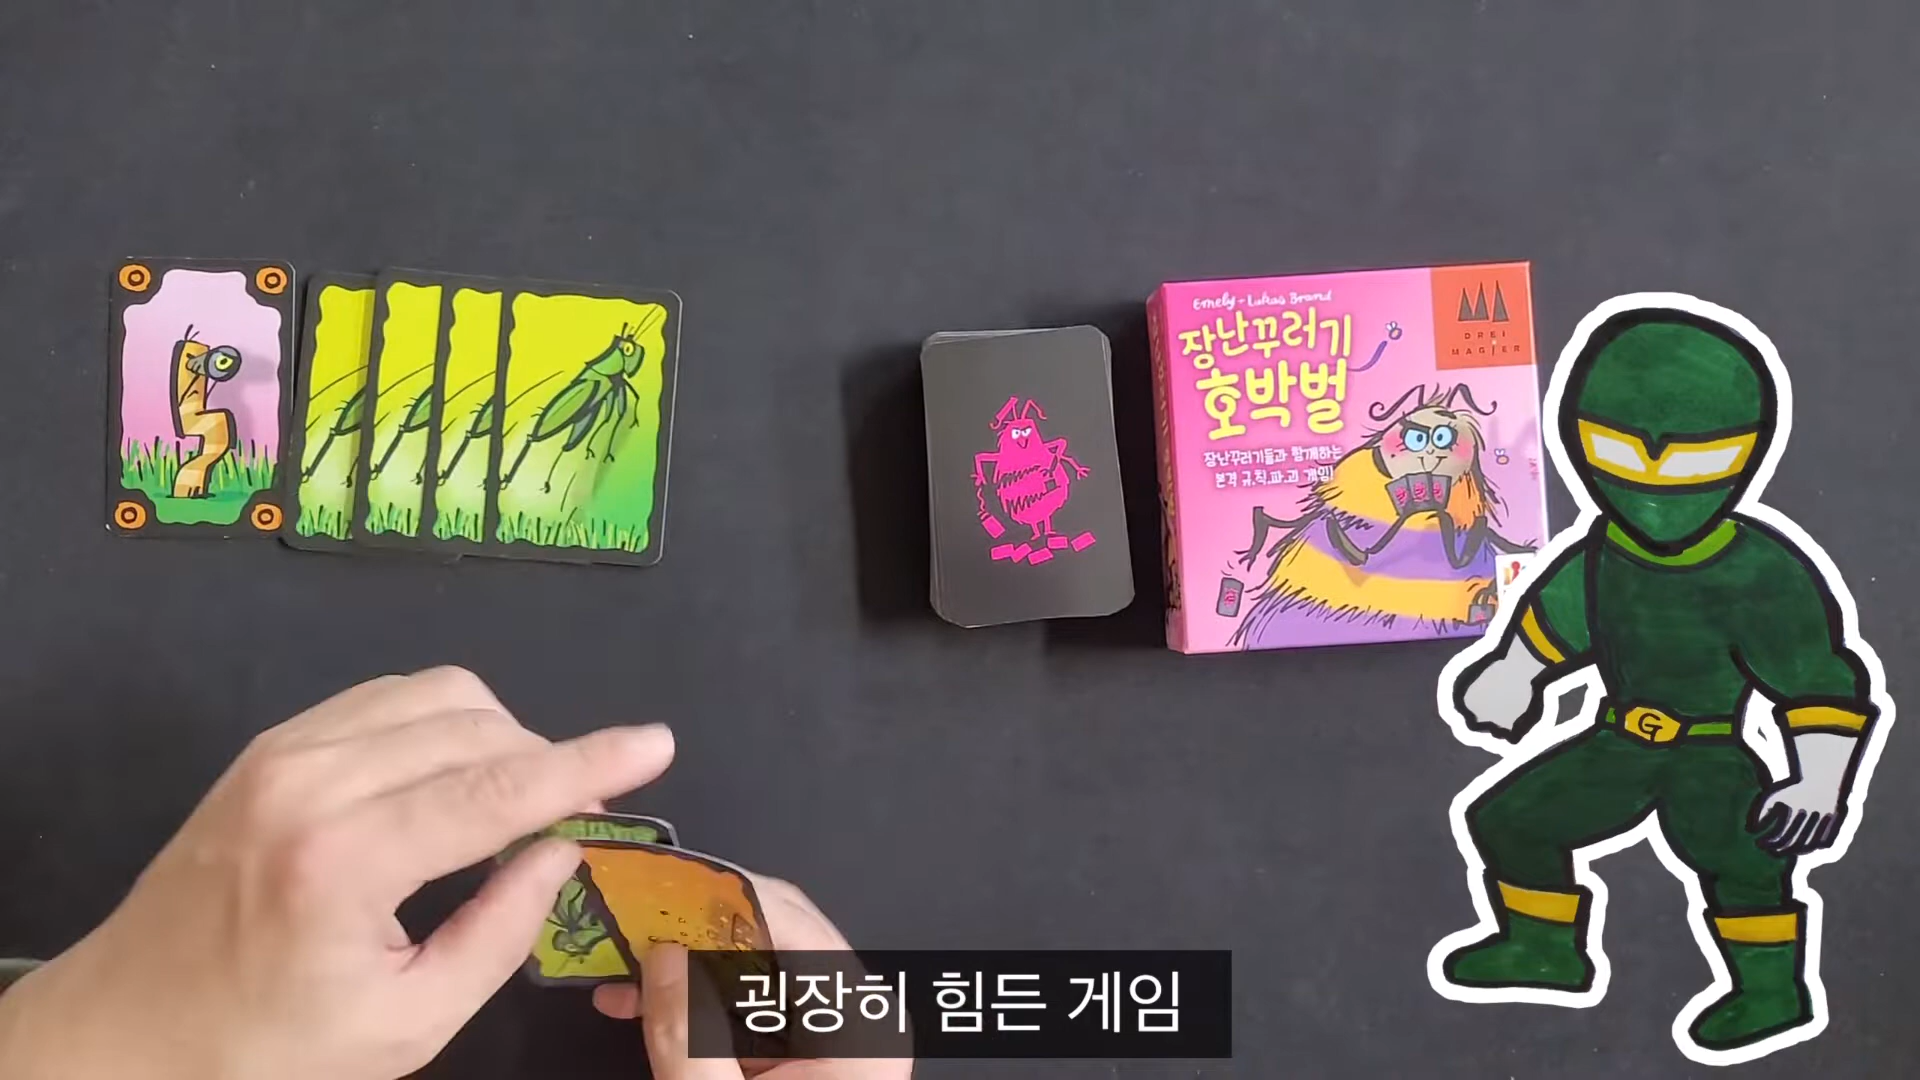 Emely + Lukas Brand
장난꾸러기
호박벌
장난꾸러기들과 함께하는
본격 규.칙.파.괴 게임!
DREI
MAGIER
G
굉장히 힘든 게임